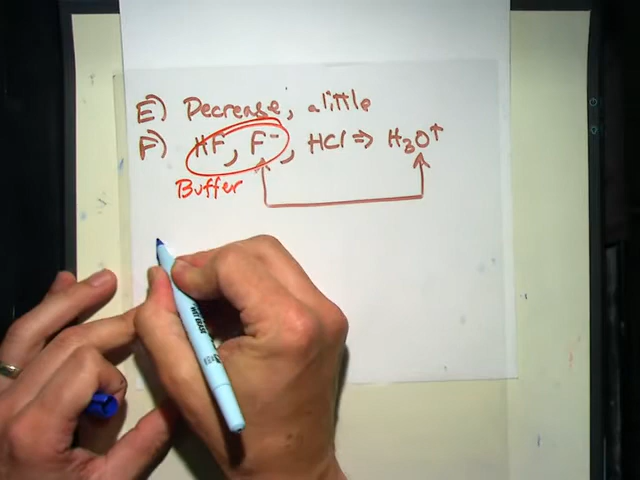 E) Decrease, a little
F) HF, F⁻, HCl ⇒ H₃O⁺
Buffer